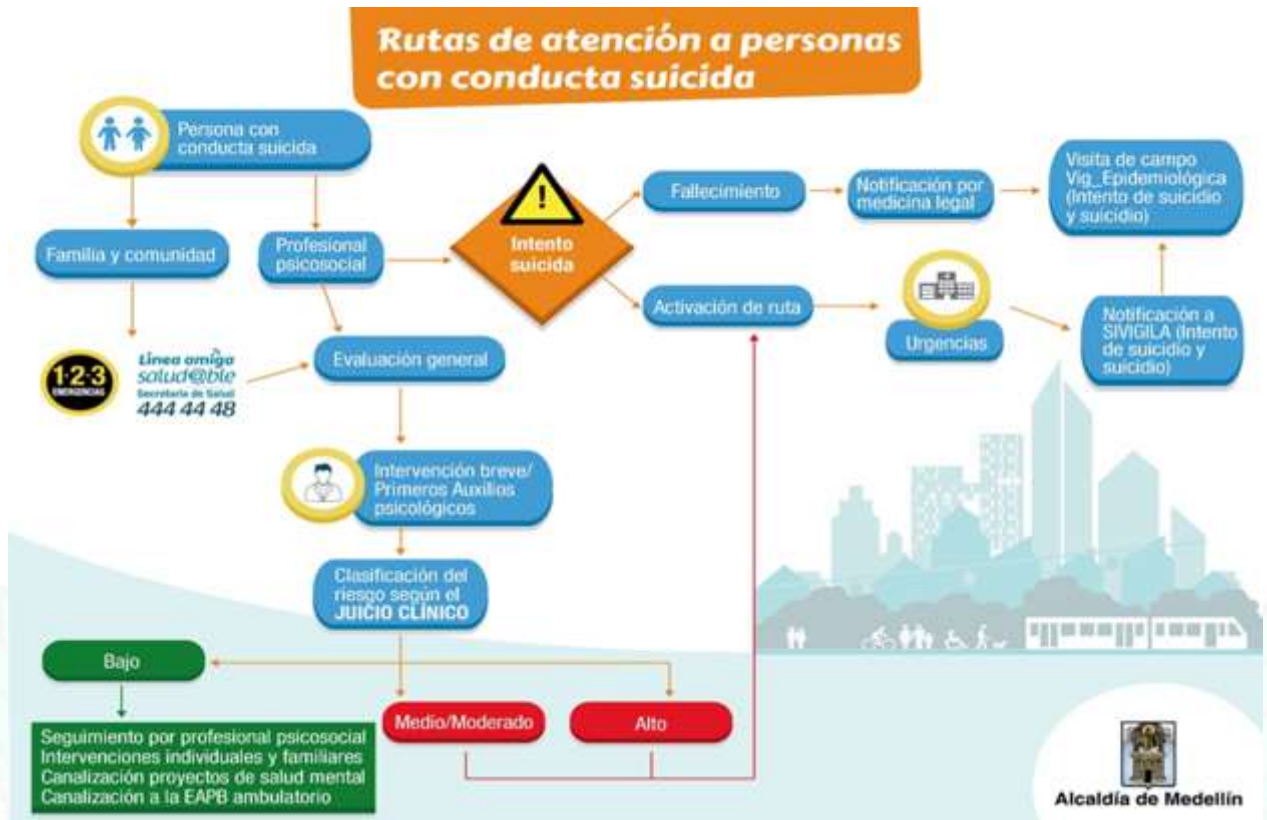 Rutas de atención a personas
con conducta suicida
Persona con
conducta suicida
Familia y comunidad
Profesional
psicosocial
Intento
suicida
Fallecimiento
Notificación por
medicina legal
Visita de campo
Vig_Epidemiológica
(Intento de suicidio
y suicidio)
Activación de ruta
Urgencias
Notificación a
SIVIGILA (Intento
de suicidio y
suicidio)
1·2·3
EMERGENCIAS
Línea amiga
salud@ble
Secretaría de Salud
444 44 48
Evaluación general
Intervención breve/
Primeros Auxilios
psicológicos
Clasificación del
riesgo según el
JUICIO CLÍNICO
Bajo
Medio/Moderado
Alto
Seguimiento por profesional psicosocial
Intervenciones individuales y familiares
Canalización proyectos de salud mental
Canalización a la EAPB ambulatorio
Alcaldía de Medellín